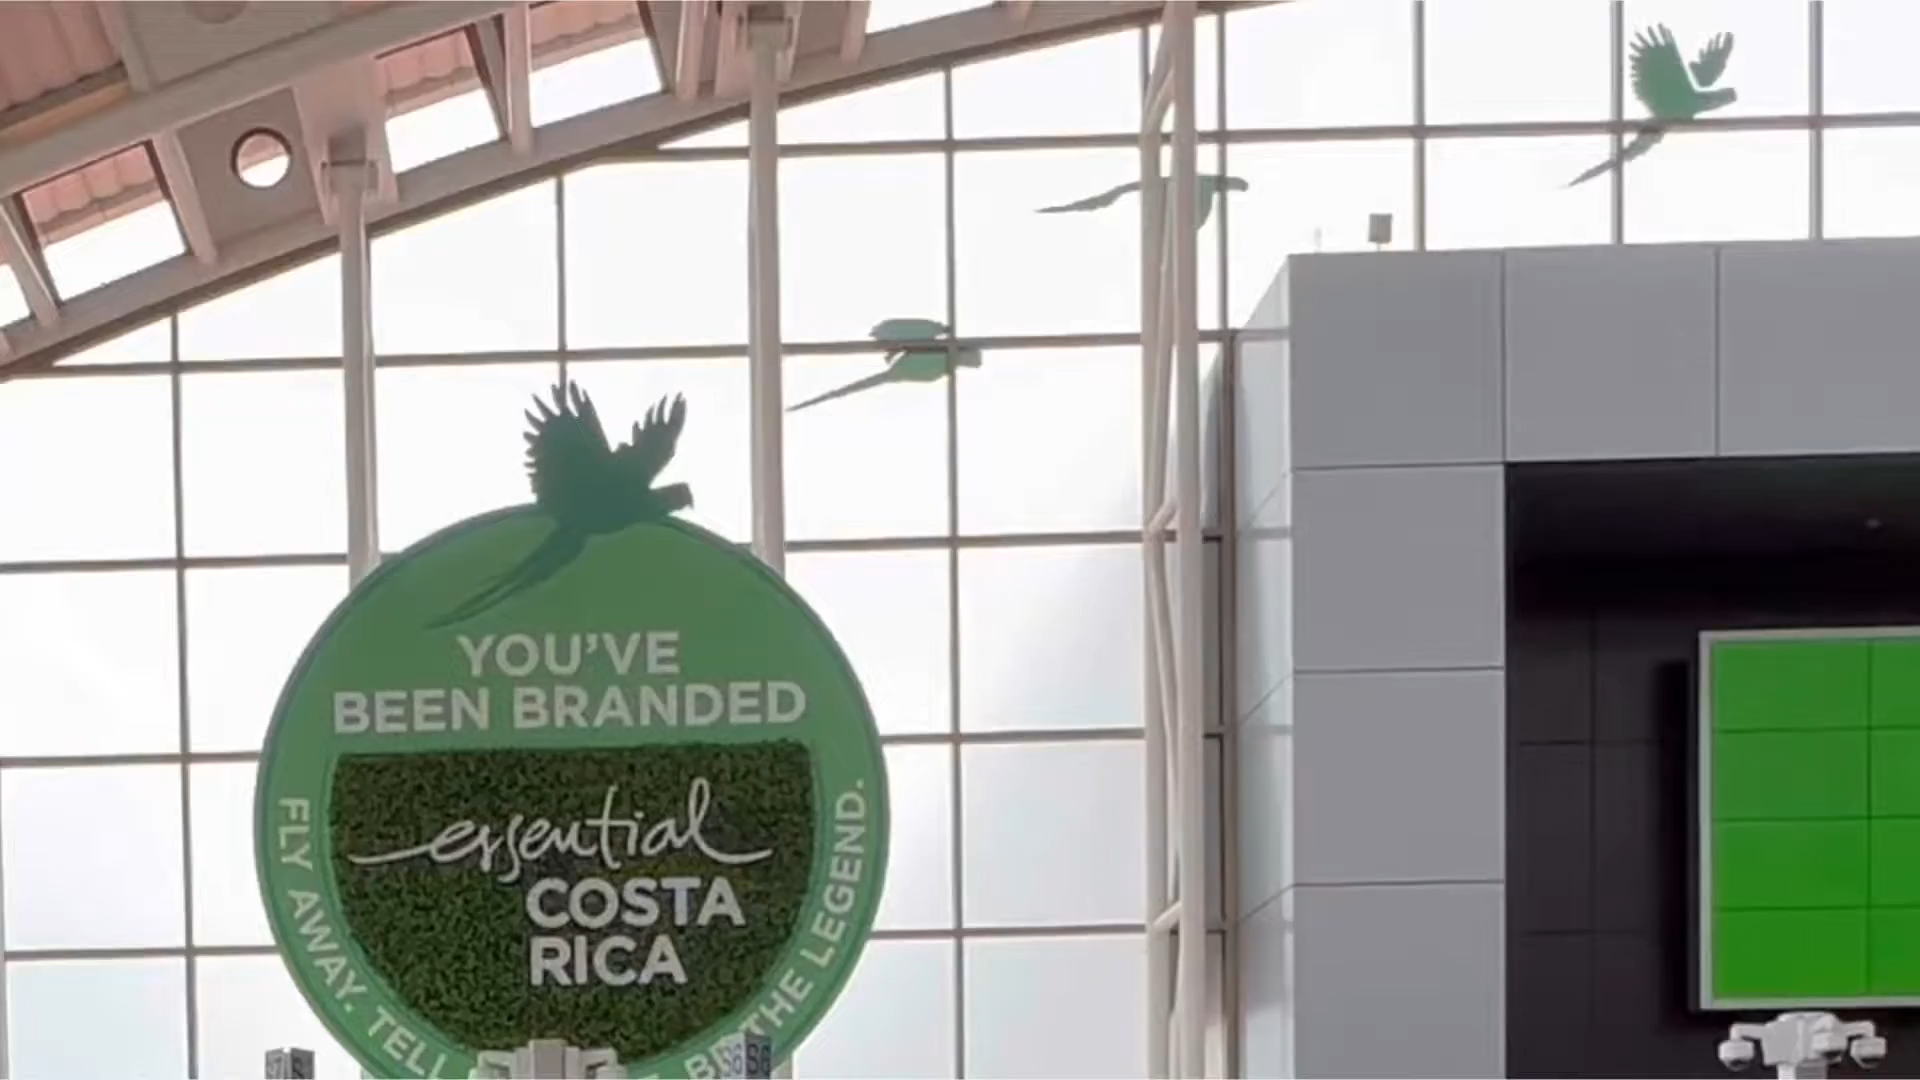 YOU'VE
BEEN BRANDED
essential
COSTA
RICA
FLY AWAY. TELL
THE LEGEND.